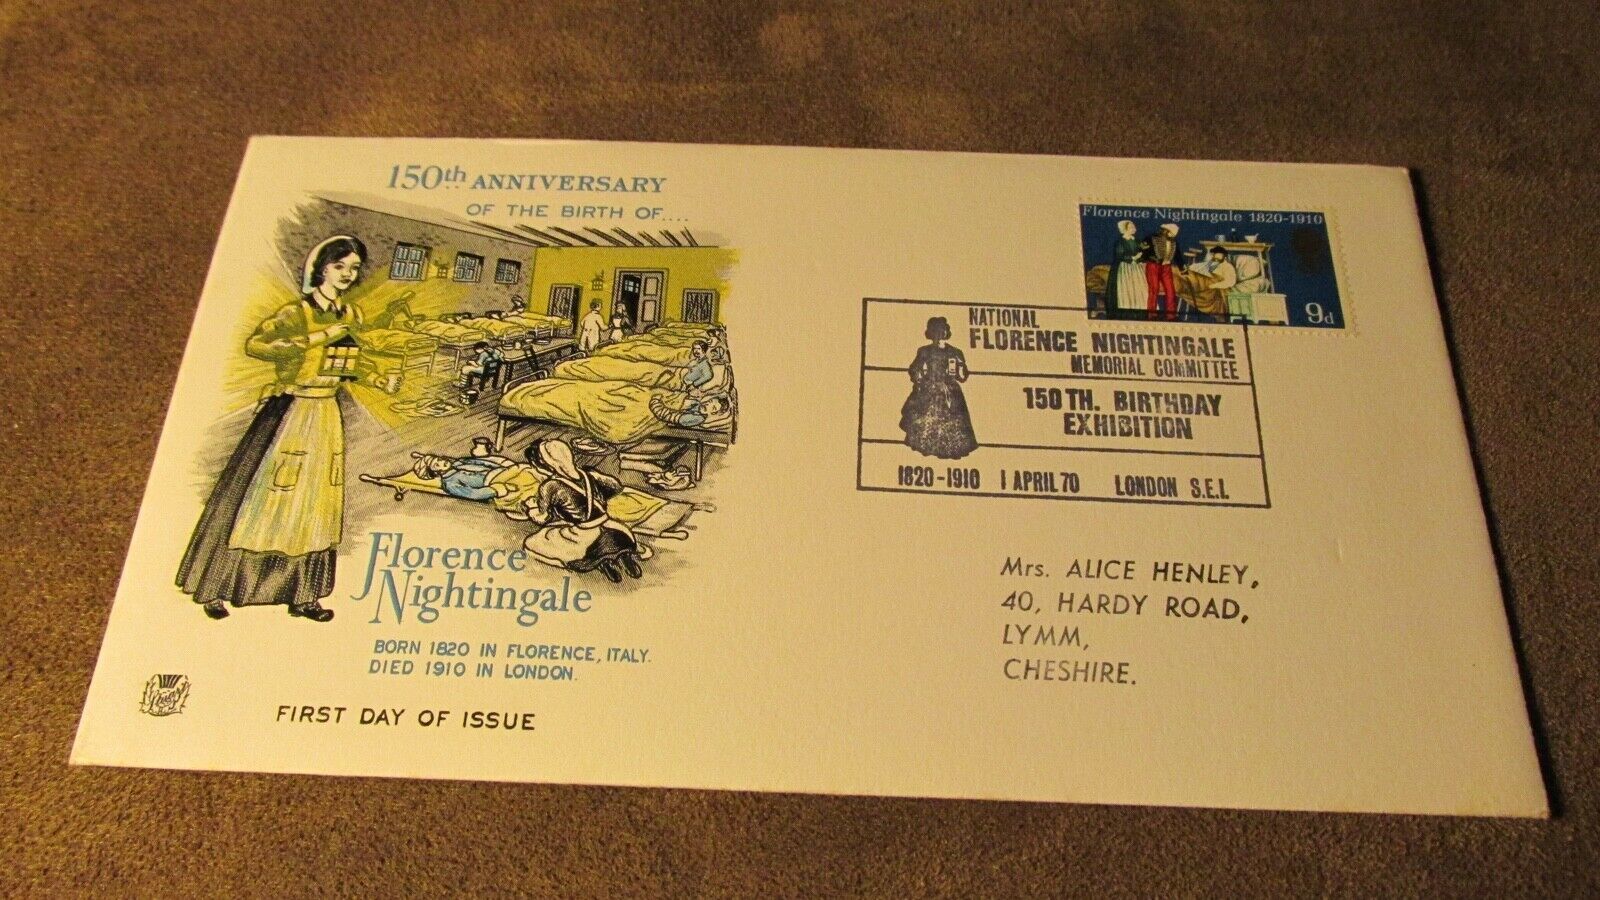 150th ANNIVERSARY
OF THE BIRTH OF....
Florence
Nightingale
BORN 1820 IN FLORENCE, ITALY.
DIED 1910 IN LONDON.
FIRST DAY OF ISSUE
Florence Nightingale 1820-1910
9d
NATIONAL
FLORENCE NIGHTINGALE
MEMORIAL COMMITTEE
150TH. BIRTHDAY
EXHIBITION
1820-1910 1 APRIL 70 LONDON S.E.1.
Mrs. ALICE HENLEY,
40, HARDY ROAD,
LYMM,
CHESHIRE.